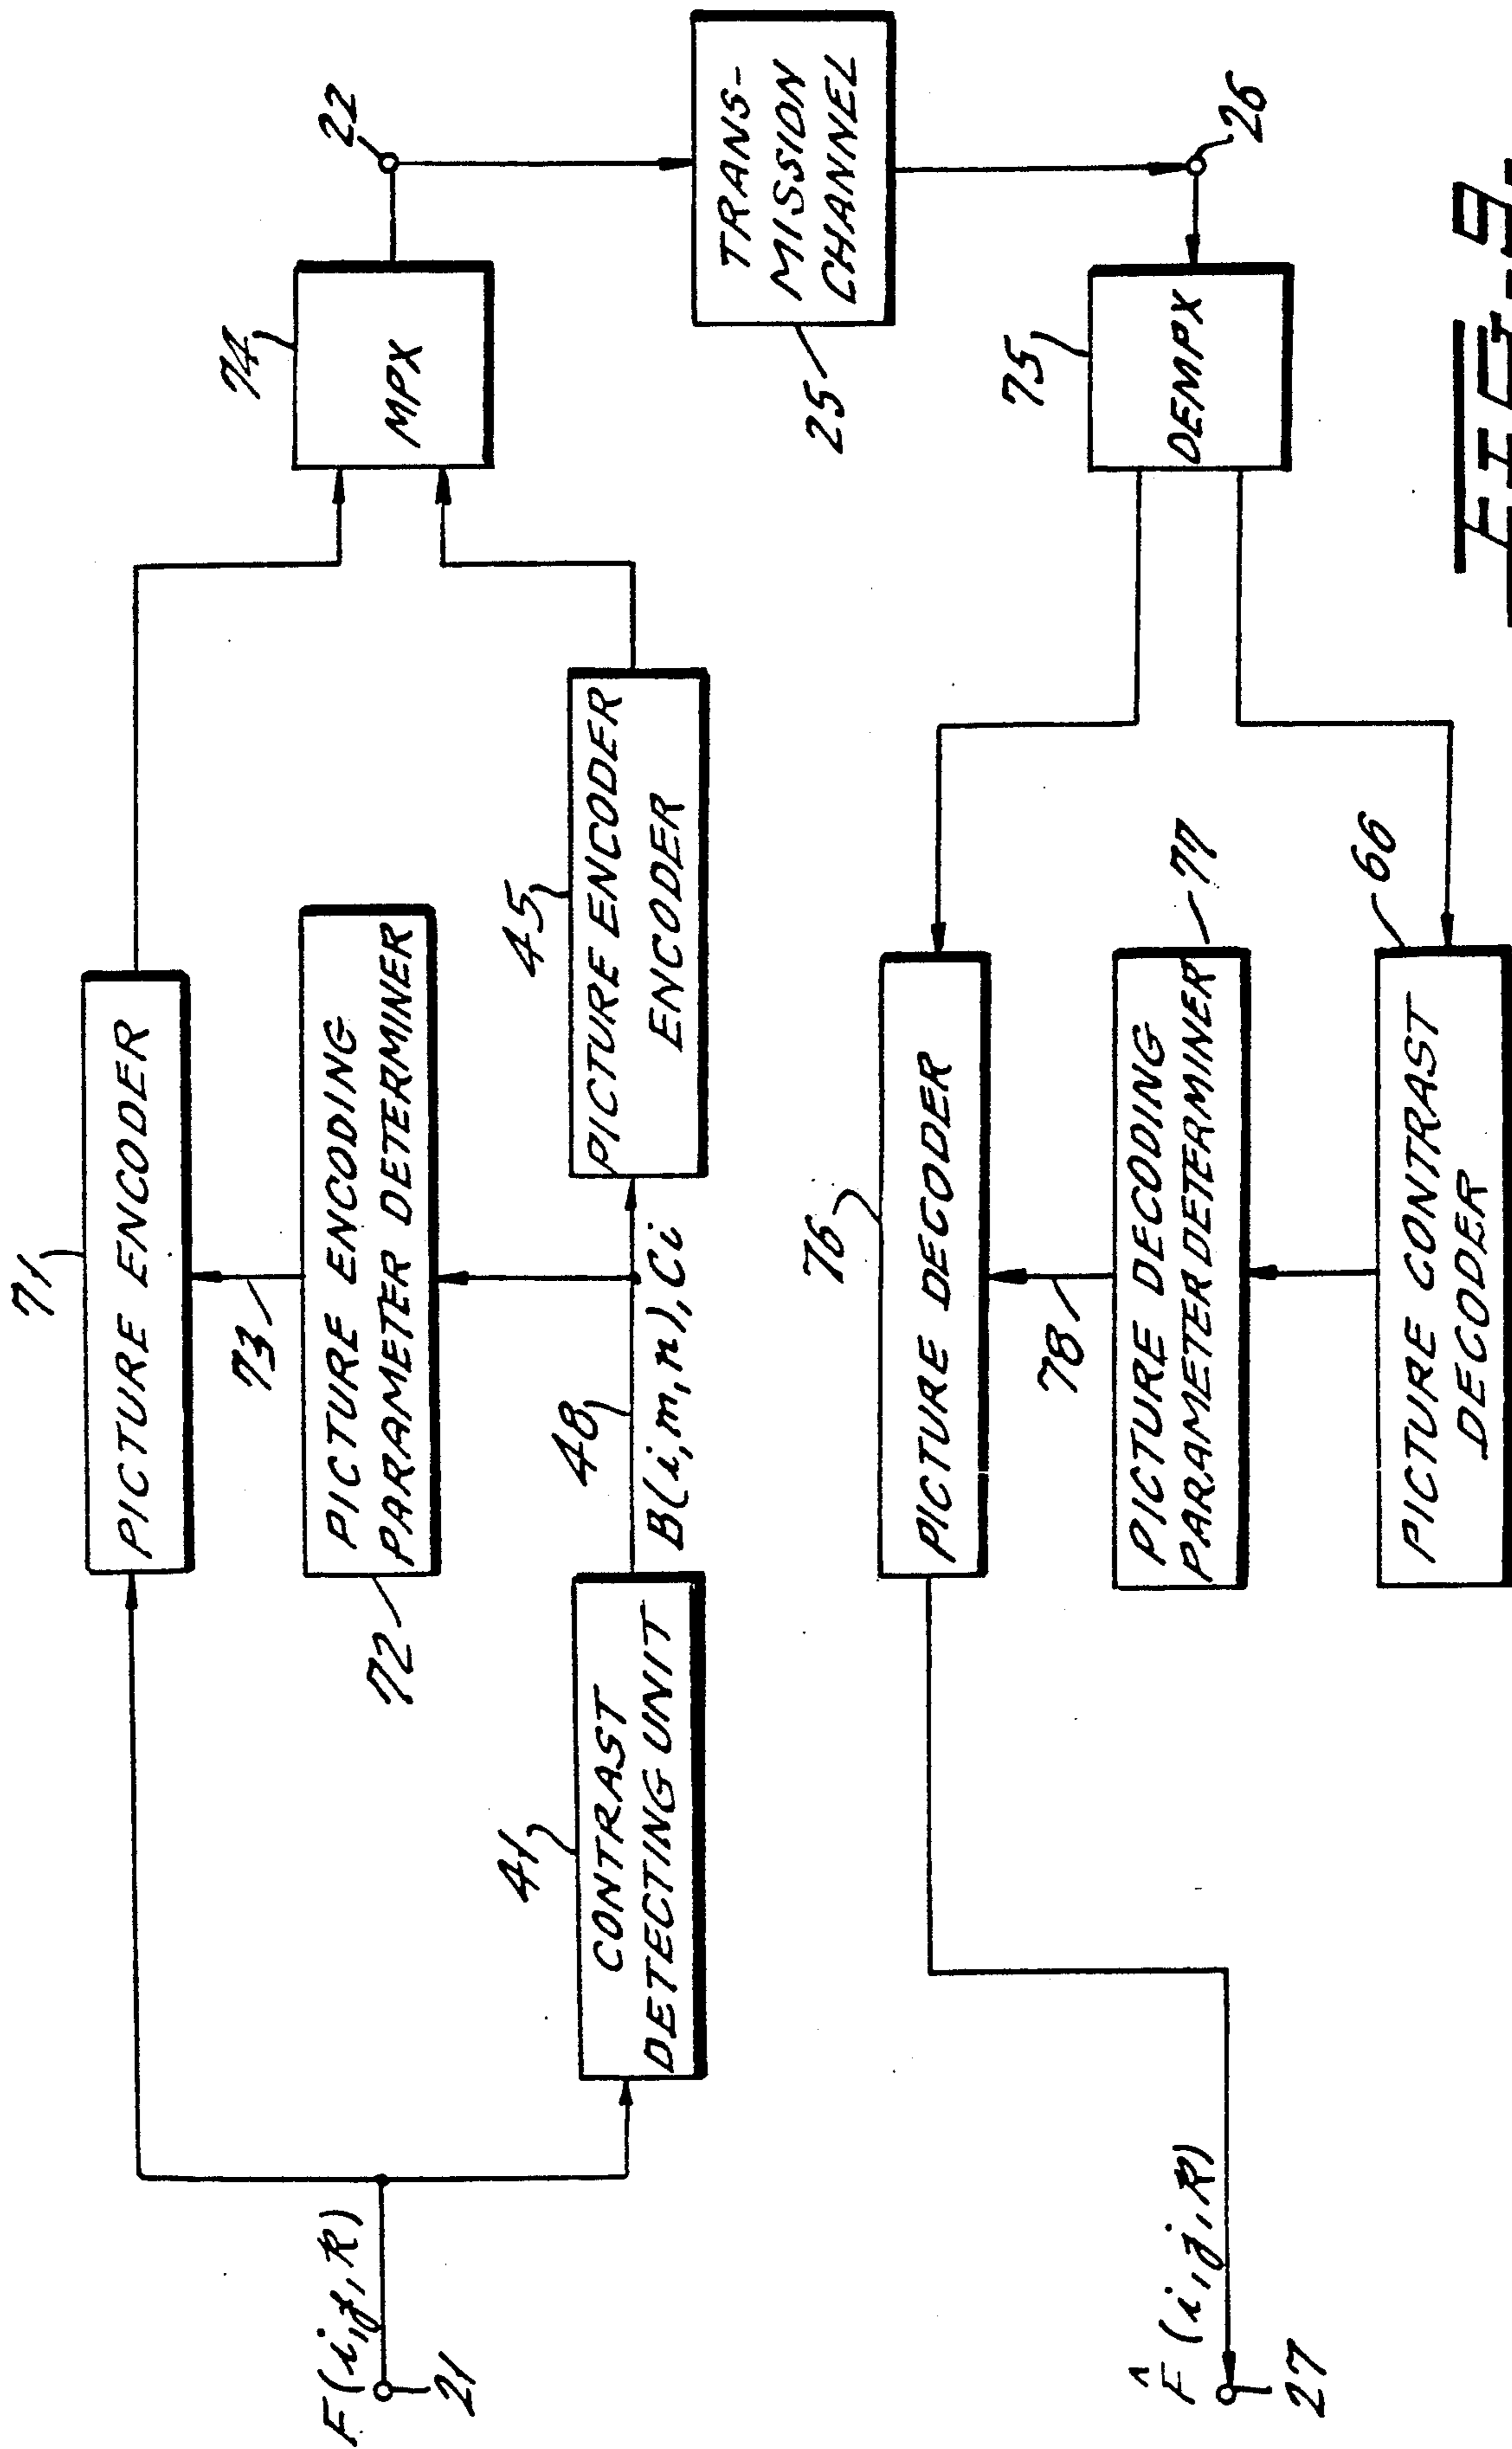 71
PICTURE ENCODER
73
74
MPX
22
F(i,j,k)
21
PICTURE ENCODING
PARAMETER DETERMINER
72
41
CONTRAST
DETECTING UNIT
48
B(i,m,n),Ci
45
PICTURE ENCODER
ENCODER
TRANS-
MISSION
CHANNEL
25
76
PICTURE DECODER
78
75
DEMPX
26
PICTURE DECODING
PARAMETER DETERMINER
77
F̂(i,j,k)
27
66
PICTURE CONTRAST
DECODER
FIG. 9.